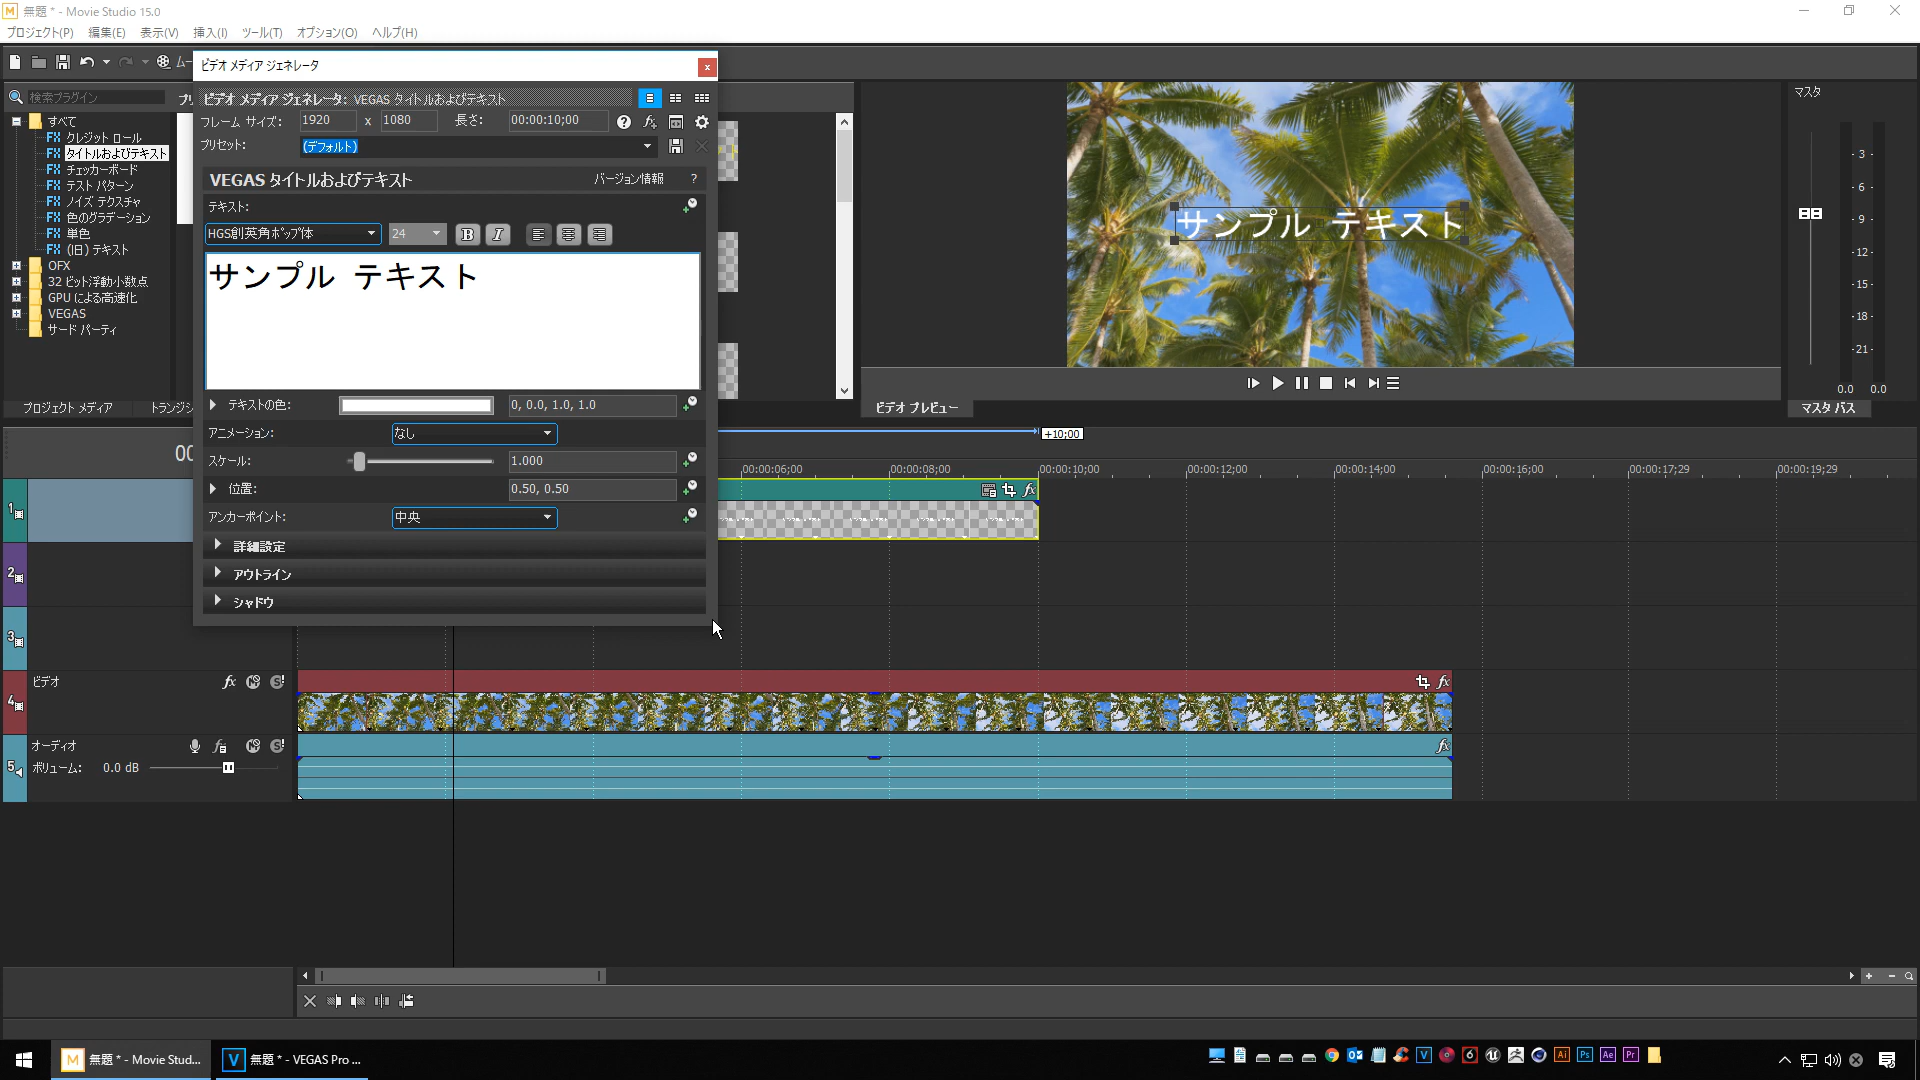 無題 * - Movie Studio 15.0
プロジェクト(P) 編集(E) 表示(V) 挿入(I) ツール(T) オプション(O) ヘルプ(H)
ビデオ メディア ジェネレータ
検索プラグイン
ビデオ メディア ジェネレータ: VEGAS タイトルおよびテキスト
フレーム サイズ: 1920 x 1080 長さ: 00:00:10;00
プリセット: (デフォルト)
すべて
クレジット ロール
タイトルおよびテキスト
チェッカーボード
テスト パターン
ノイズ テクスチャ
色のグラデーション
単色
(旧) テキスト
OFX
32 ビット浮動小数点
GPU による高速化
VEGAS
サード パーティ
プロジェクト メディア
VEGAS タイトルおよびテキスト バージョン情報 ?
テキスト:
HGS創英角ポップ体 24 B I
サンプル テキスト
テキストの色: 0, 0.0, 1.0, 1.0
アニメーション: なし
スケール: 1.000
位置: 0.50, 0.50
アンカーポイント: 中央
詳細設定
アウトライン
シャドウ
サンプル テキスト
ビデオ プレビュー
マスタ
- 3 -
- 6 -
- 9 -
- 12 -
- 15 -
- 18 -
- 21 -
0.0 0.0
マスタ バス
+10;00
00:00:06;00 00:00:08;00 00:00:10;00 00:00:12;00 00:00:14;00 00:00:16;00 00:00:17;29 00:00:19;29
1
2
3
4 ビデオ fx
5 オーディオ
ボリューム: 0.0 dB
無題 * - Movie Stud...
無題 * - VEGAS Pro ...